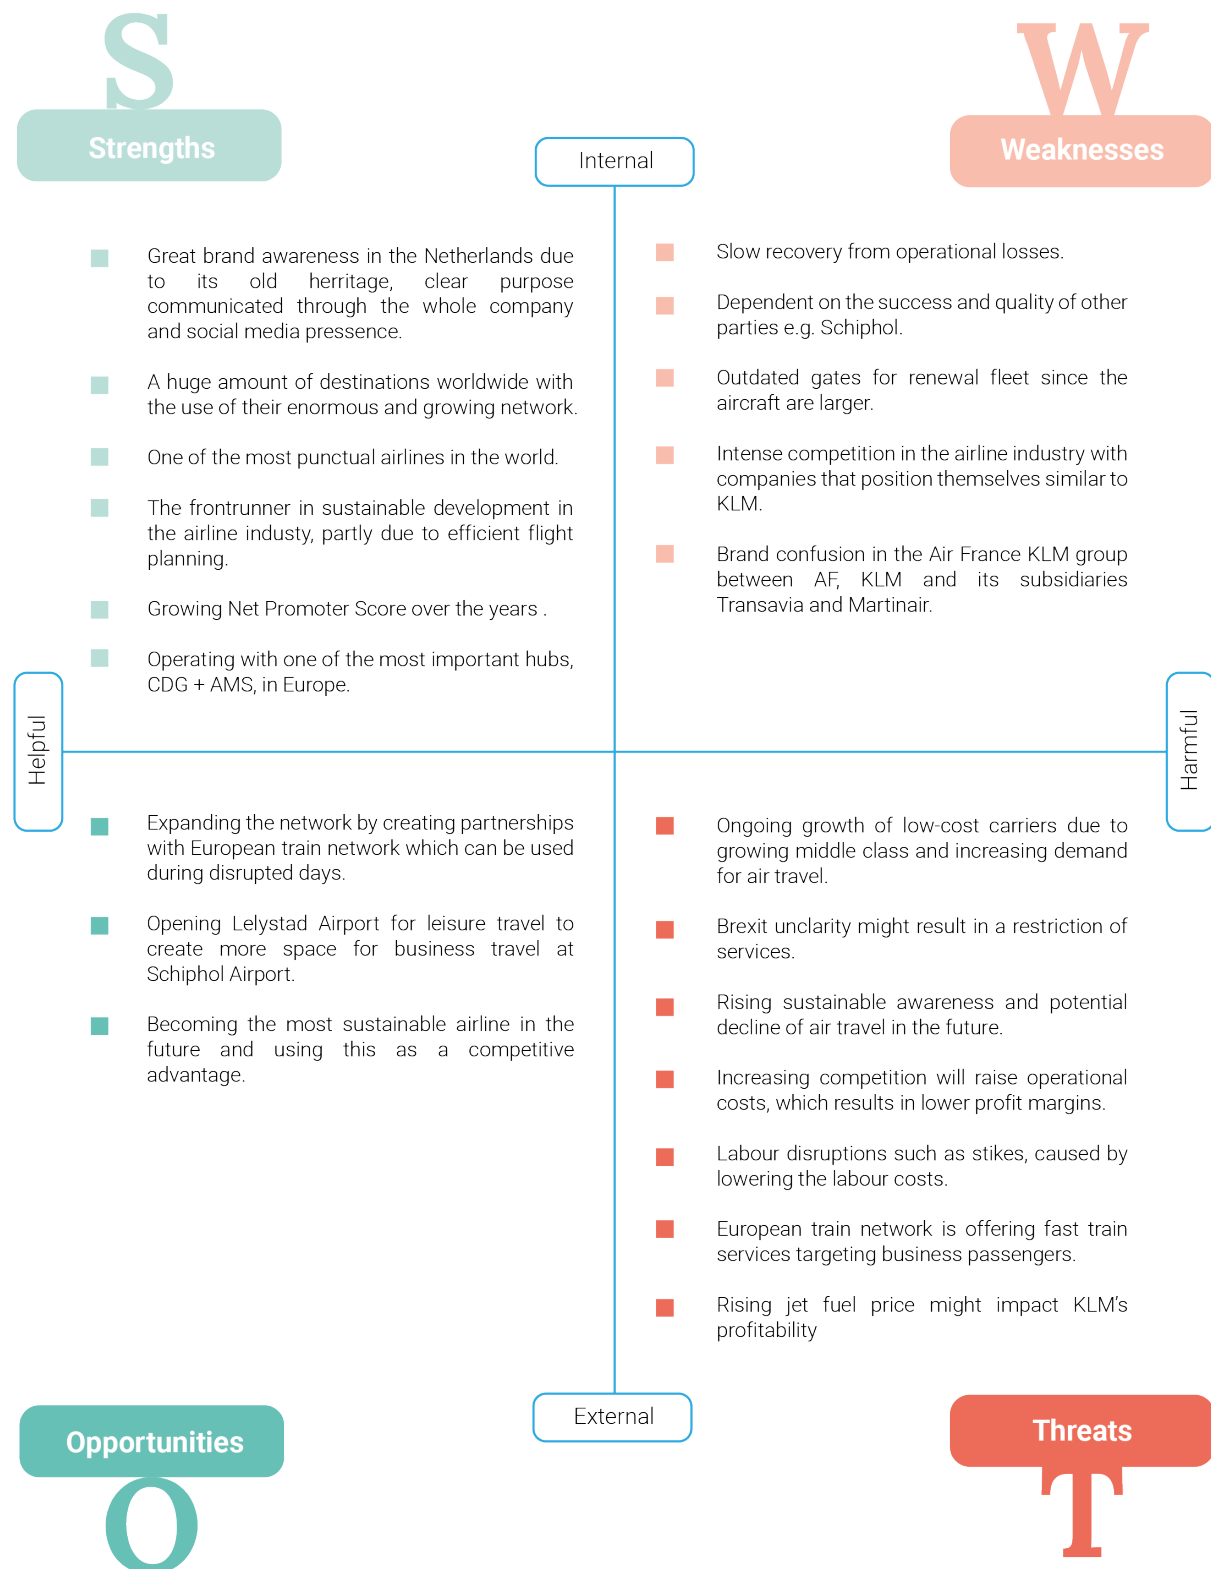 S
Strengths
W
Weaknesses
Internal
Great brand awareness in the Netherlands due
to its old herritage, clear purpose
communicated through the whole company
and social media pressence.
A huge amount of destinations worldwide with
the use of their enormous and growing network.
One of the most punctual airlines in the world.
The frontrunner in sustainable development in
the airline industy, partly due to efficient flight
planning.
Growing Net Promoter Score over the years .
Operating with one of the most important hubs,
CDG + AMS, in Europe.
Slow recovery from operational losses.
Dependent on the success and quality of other
parties e.g. Schiphol.
Outdated gates for renewal fleet since the
aircraft are larger.
Intense competition in the airline industry with
companies that position themselves similar to
KLM.
Brand confusion in the Air France KLM group
between AF, KLM and its subsidiaries
Transavia and Martinair.
Helpful
Harmful
Expanding the network by creating partnerships
with European train network which can be used
during disrupted days.
Opening Lelystad Airport for leisure travel to
create more space for business travel at
Schiphol Airport.
Becoming the most sustainable airline in the
future and using this as a competitive
advantage.
Ongoing growth of low-cost carriers due to
growing middle class and increasing demand
for air travel.
Brexit unclarity might result in a restriction of
services.
Rising sustainable awareness and potential
decline of air travel in the future.
Increasing competition will raise operational
costs, which results in lower profit margins.
Labour disruptions such as stikes, caused by
lowering the labour costs.
European train network is offering fast train
services targeting business passengers.
Rising jet fuel price might impact KLM's
profitability
External
Opportunities
O
Threats
T